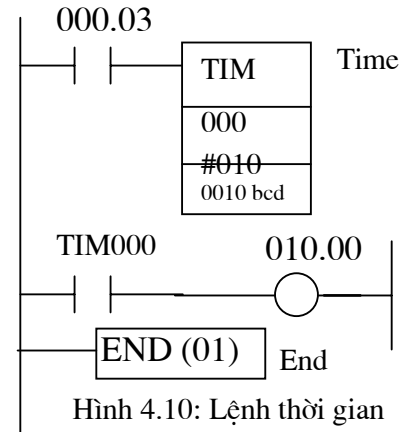 000.03
TIM Time
000
#010
0010 bcd
TIM000 010.00
END (01) End
Hình 4.10: Lệnh thời gian